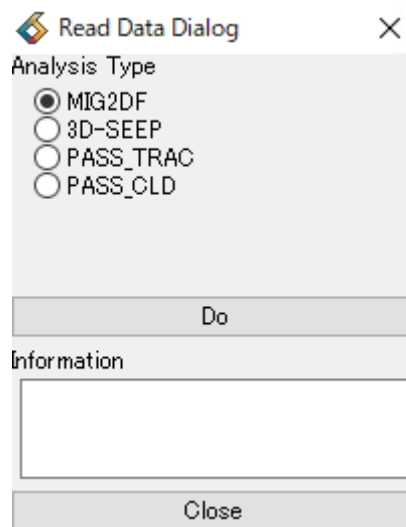 Read Data Dialog
Analysis Type
MIG2DF
3D-SEEP
PASS_TRAC
PASS_CLD
Do
Information
Close